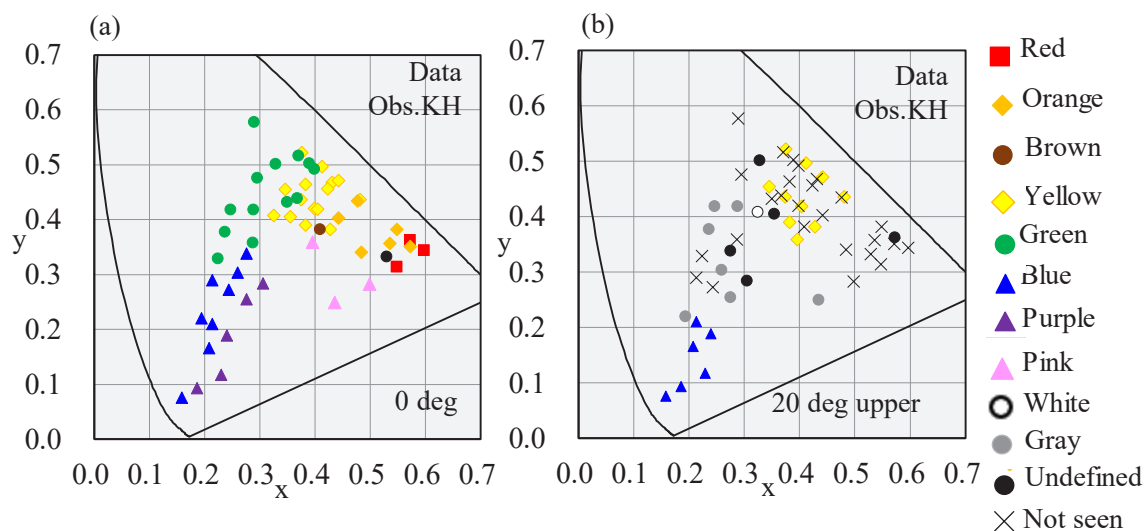 (a)
0.7
0.6
0.5
0.4
y
0.3
0.2
0.1
0.0
Data
Obs.KH
0 deg
0.0 0.1 0.2 0.3 0.4 0.5 0.6 0.7
x
(b)
0.7
0.6
0.5
0.4
y
0.3
0.2
0.1
0.0
Data
Obs.KH
20 deg upper
0.0 0.1 0.2 0.3 0.4 0.5 0.6 0.7
x
Red
Orange
Brown
Yellow
Green
Blue
Purple
Pink
White
Gray
Undefined
Not seen